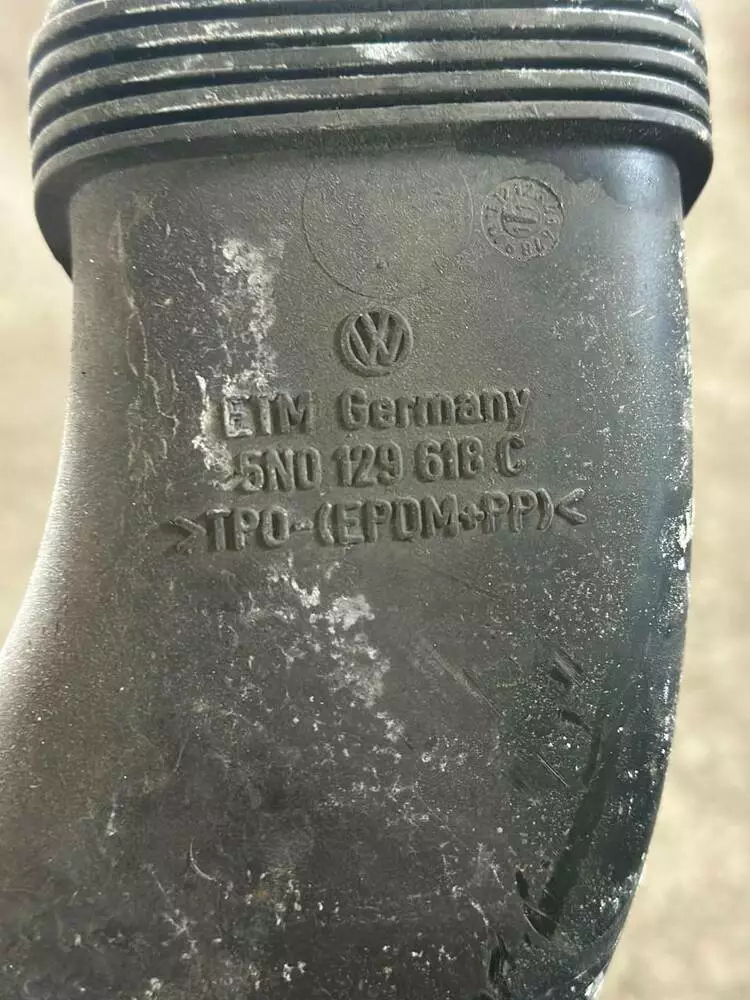 ETM Germany
5N0 129 618 C
>TPO-(EPDM+PP)<